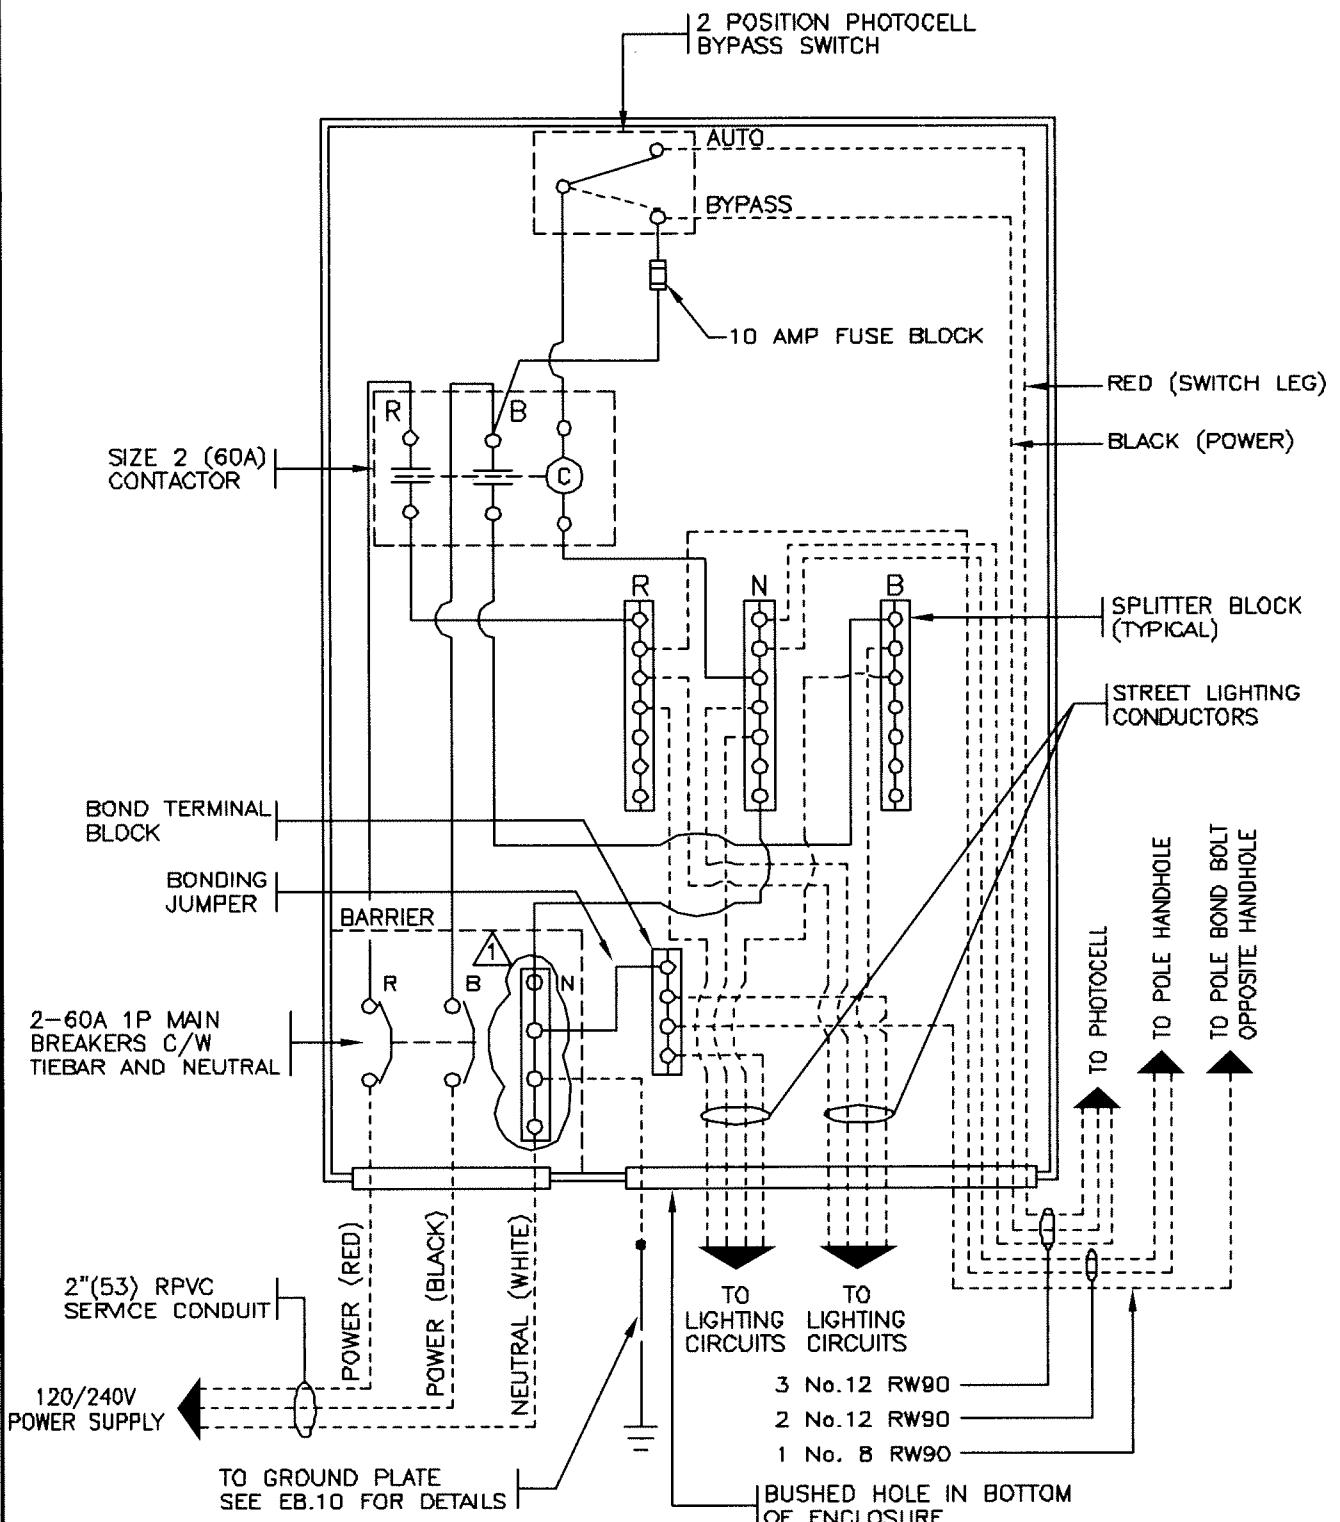 2 POSITION PHOTOCELL
BYPASS SWITCH
AUTO
BYPASS
10 AMP FUSE BLOCK
RED (SWITCH LEG)
BLACK (POWER)
R
B
C
SIZE 2 (60A)
CONTACTOR
R
N
B
SPLITTER BLOCK
(TYPICAL)
STREET LIGHTING
CONDUCTORS
BOND TERMINAL
BLOCK
BONDING
JUMPER
BARRIER
1
R
B
N
2-60A 1P MAIN
BREAKERS C/W
TIEBAR AND NEUTRAL
TO PHOTOCELL
TO POLE HANDHOLE
TO POLE BOND BOLT
OPPOSITE HANDHOLE
POWER (RED)
POWER (BLACK)
NEUTRAL (WHITE)
2"(53) RPVC
SERVICE CONDUIT
120/240V
POWER SUPPLY
TO
LIGHTING
CIRCUITS
TO
LIGHTING
CIRCUITS
3 No.12 RW90
2 No.12 RW90
1 No. 8 RW90
TO GROUND PLATE
SEE E8.10 FOR DETAILS
BUSHED HOLE IN BOTTOM
OF ENCLOSURE